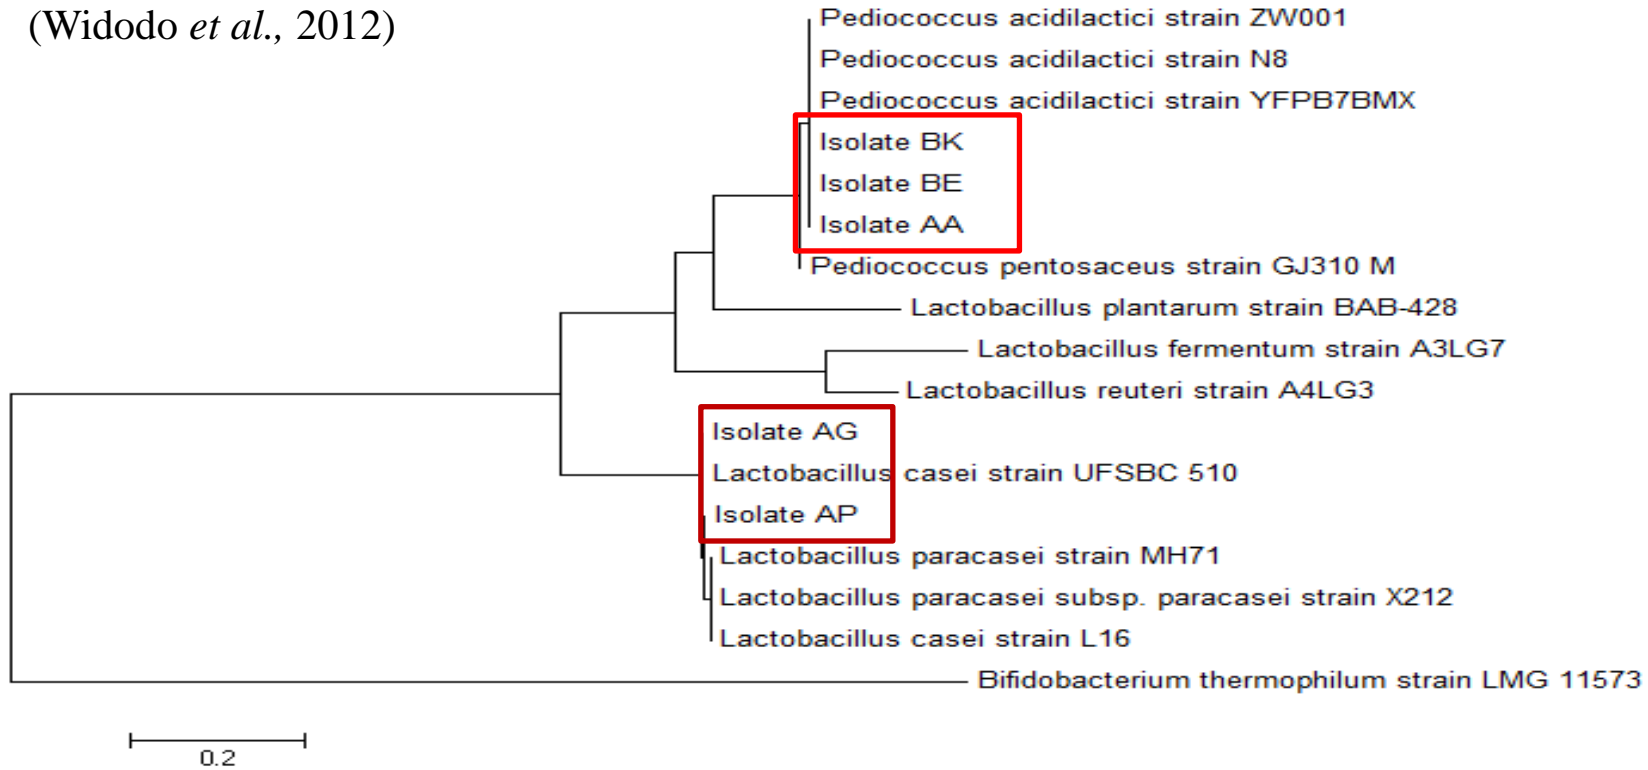 (Widodo et al., 2012)
Pediococcus acidilactici strain ZW001
Pediococcus acidilactici strain N8
Pediococcus acidilactici strain YFPB7BMX
Isolate BK
Isolate BE
Isolate AA
Pediococcus pentosaceus strain GJ310 M
Lactobacillus plantarum strain BAB-428
Lactobacillus fermentum strain A3LG7
Lactobacillus reuteri strain A4LG3
Isolate AG
Lactobacillus casei strain UFSBC 510
Isolate AP
Lactobacillus paracasei strain MH71
Lactobacillus paracasei subsp. paracasei strain X212
Lactobacillus casei strain L16
Bifidobacterium thermophilum strain LMG 11573
0.2